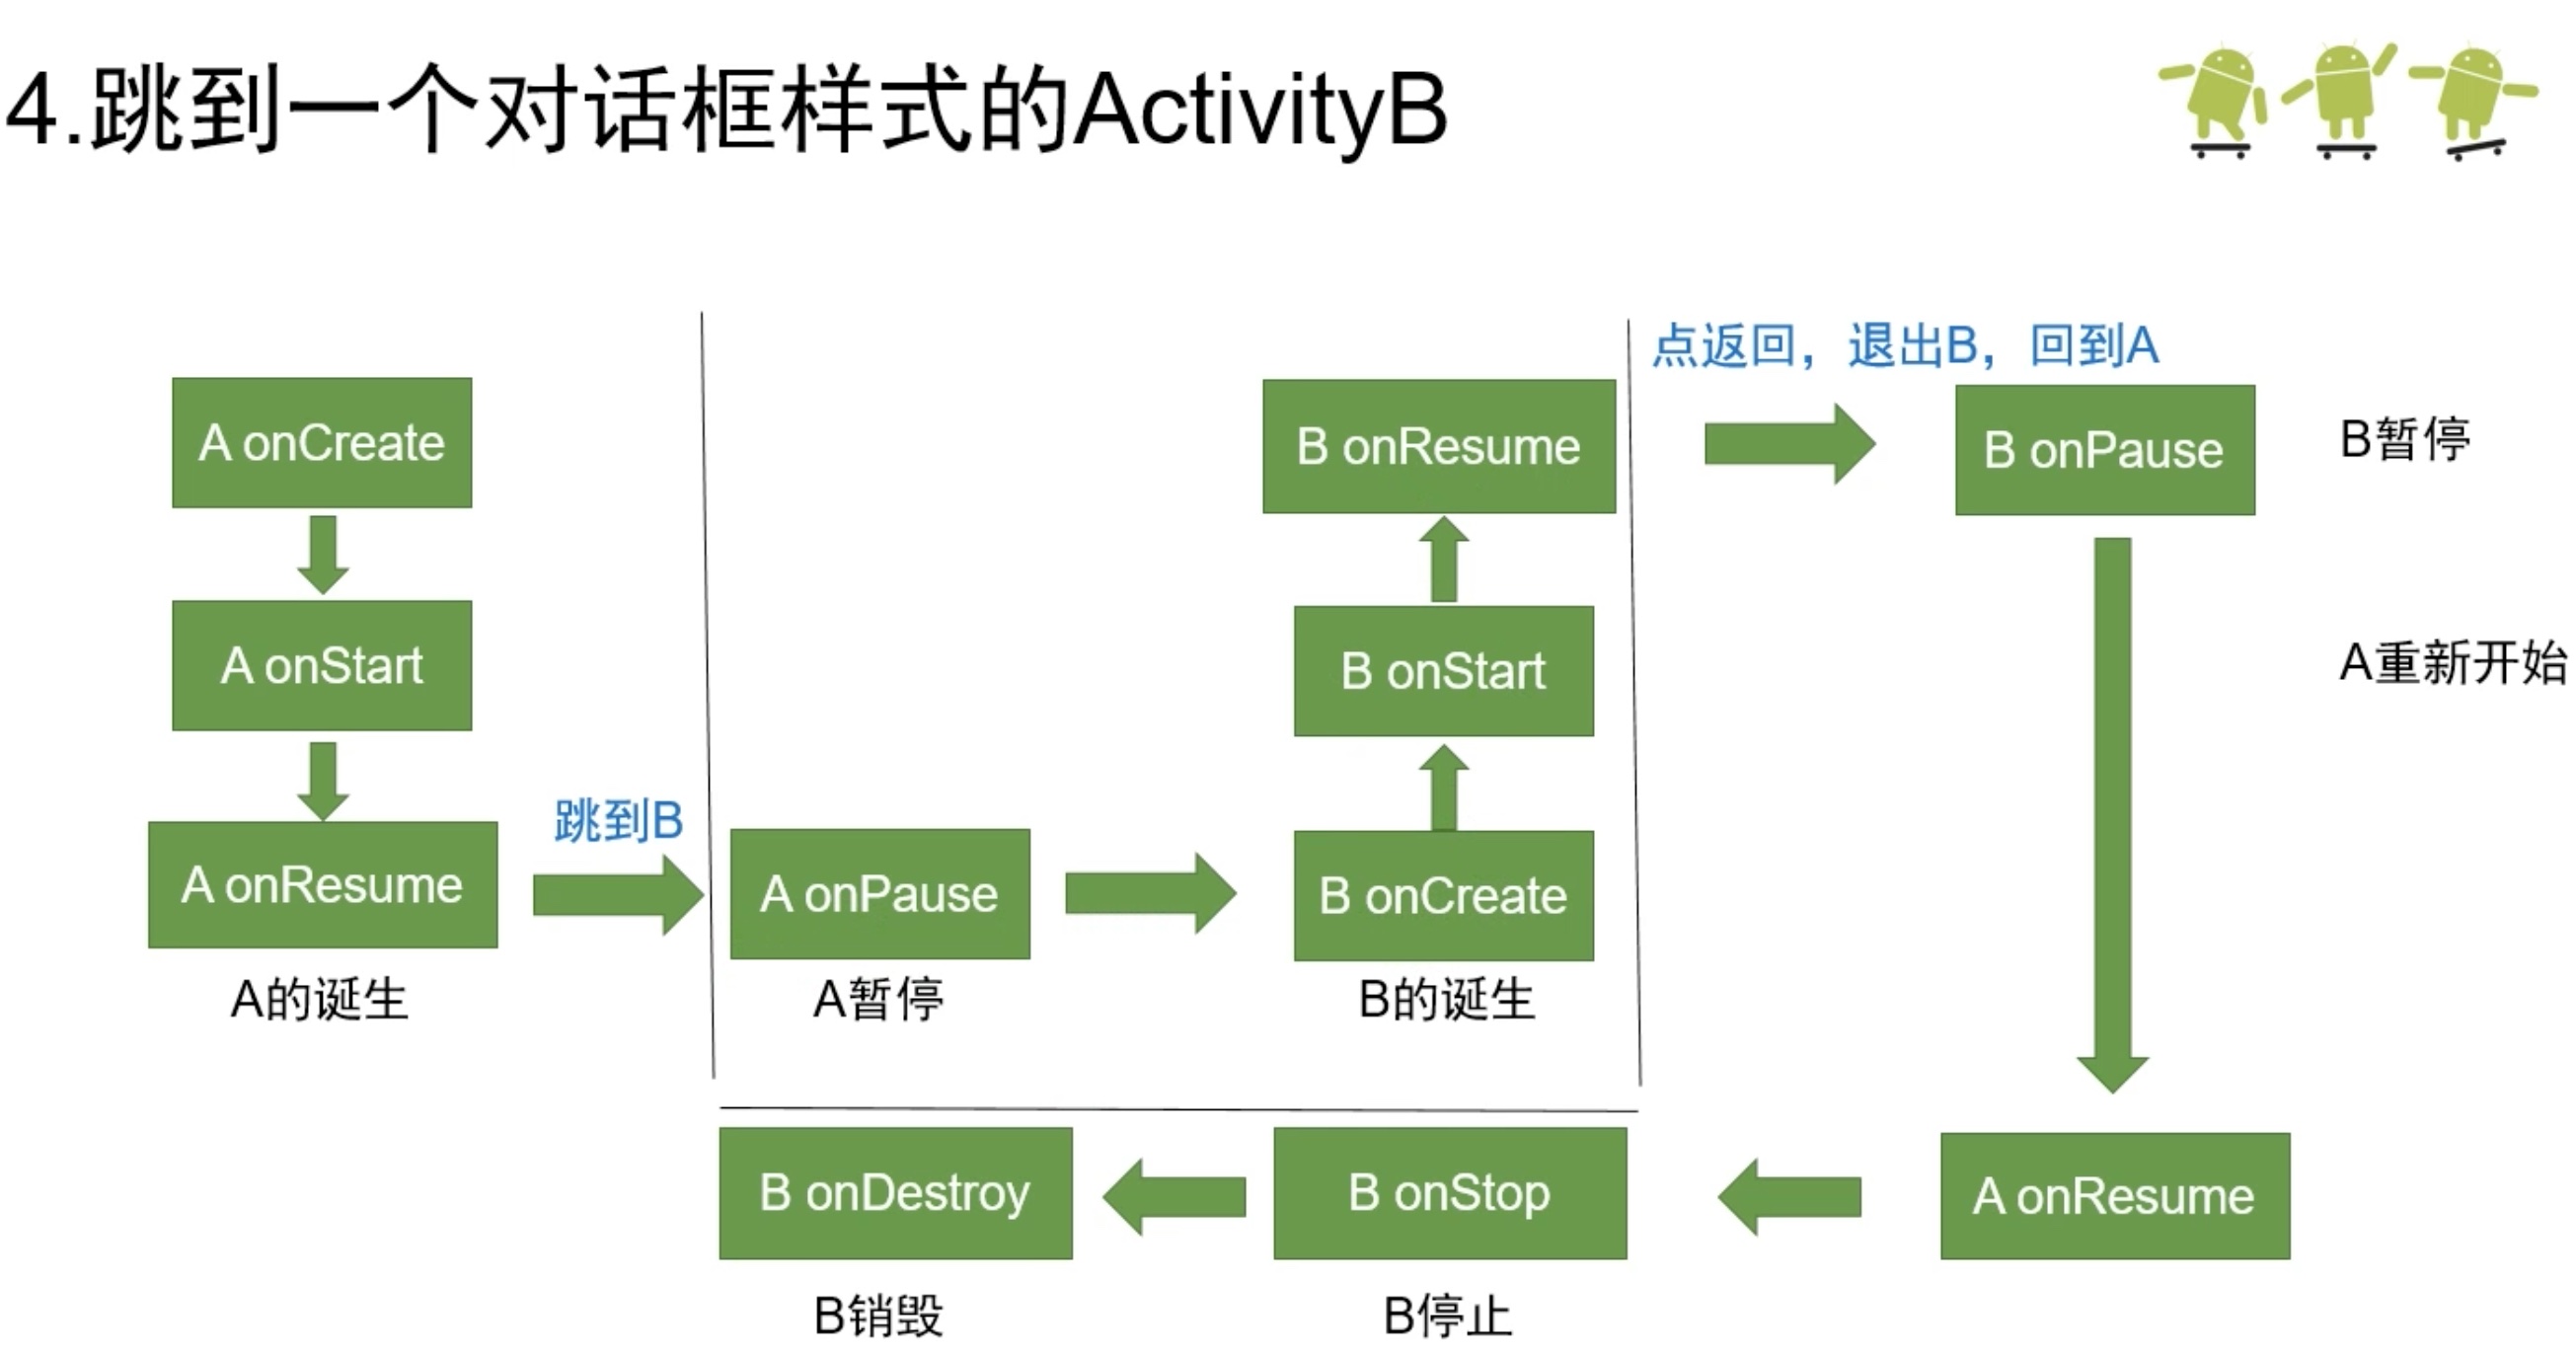 4.跳到一个对话框样式的ActivityB
A onCreate
A onStart
A onResume
A的诞生
跳到B
A onPause
A暂停
B onResume
B onStart
B onCreate
B的诞生
点返回，退出B，回到A
B onPause
B暂停
A重新开始
A onResume
B onStop
B停止
B onDestroy
B销毁